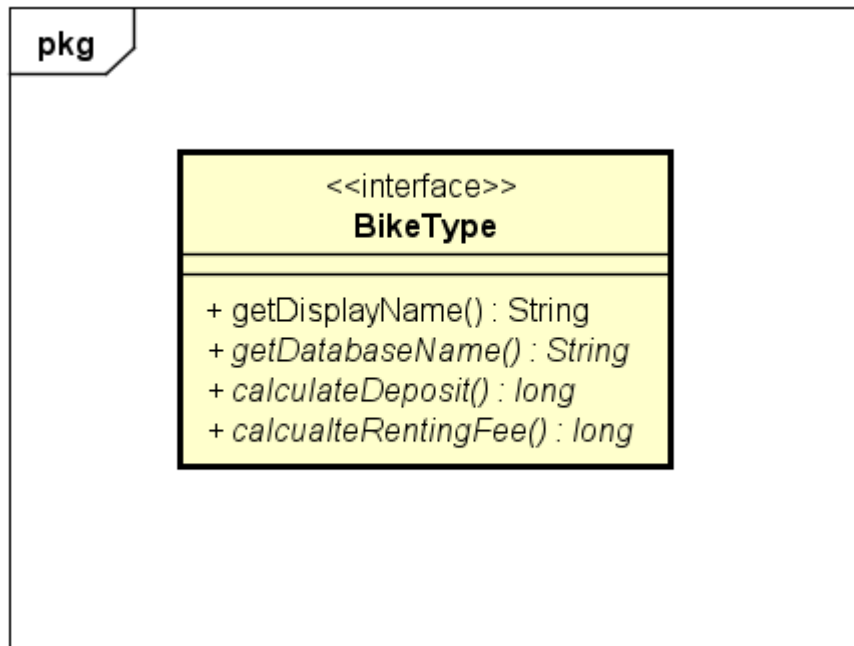 pkg
<<interface>>
BikeType
+ getDisplayName() : String
+ getDatabaseName() : String
+ calculateDeposit() : long
+ calcualteRentingFee() : long